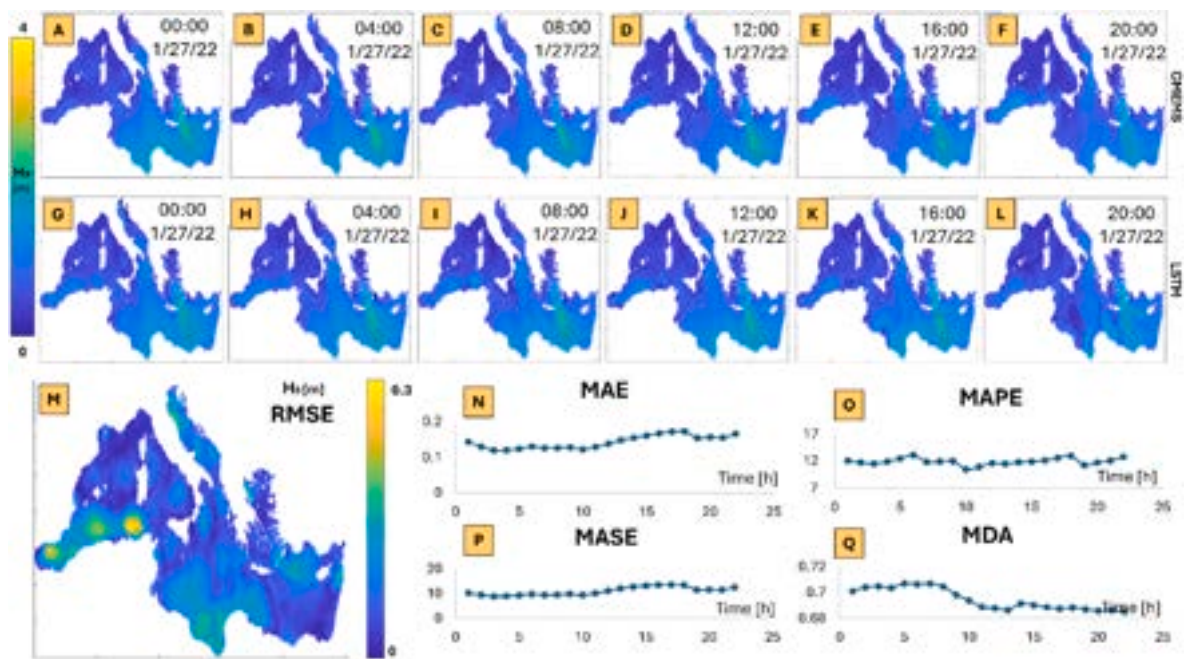 4
Hs
[m]
0
A
00:00
1/27/22
B
04:00
1/27/22
C
08:00
1/27/22
D
12:00
1/27/22
E
16:00
1/27/22
F
20:00
1/27/22
CMEMS
G
00:00
1/27/22
H
04:00
1/27/22
I
08:00
1/27/22
J
12:00
1/27/22
K
16:00
1/27/22
L
20:00
1/27/22
LSTM
M
Hs(m)
RMSE
0.3
0
N
MAE
0.2
0.1
0
Time [h]
0 5 10 15 20 25
O
MAPE
17
12
7
Time [h]
0 5 10 15 20 25
P
MASE
20
10
0
Time [h]
0 5 10 15 20 25
Q
MDA
0.72
0.7
0.68
Time [h]
0 5 10 15 20 25